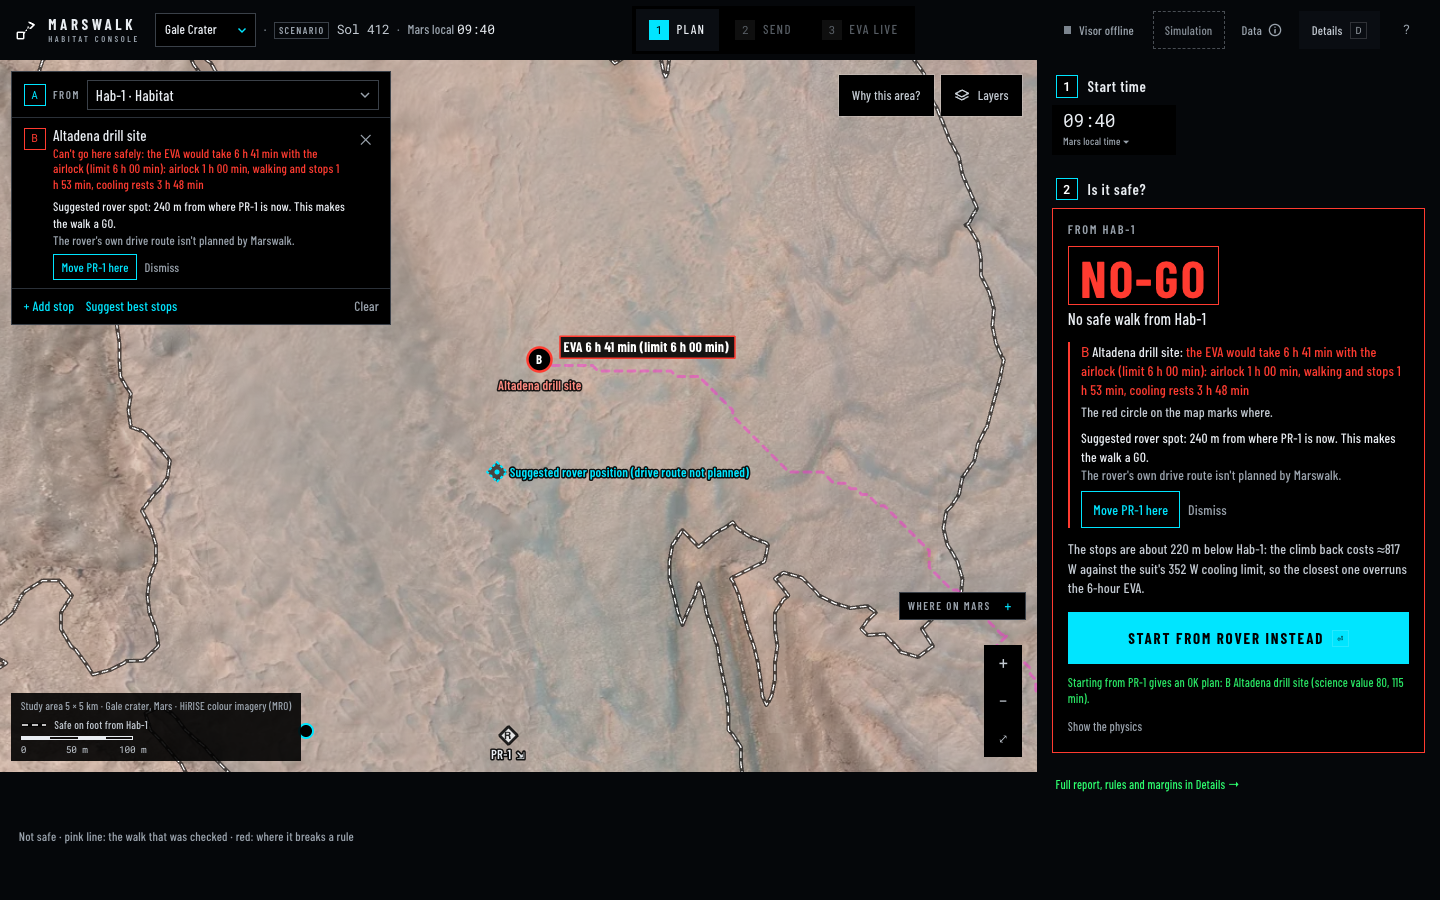 MARSWALK
HABITAT CONSOLE
Gale Crater
· SCENARIO Sol 412 · Mars local 09:40
1 PLAN
2 SEND
3 EVA LIVE
Visor offline
Simulation
Data
Details D
?
A FROM Hab-1 · Habitat
B Altadena drill site
Can't go here safely: the EVA would take 6 h 41 min with the
airlock (limit 6 h 00 min): airlock 1 h 00 min, walking and stops 1
h 53 min, cooling rests 3 h 48 min
Suggested rover spot: 240 m from where PR-1 is now. This makes
the walk a GO.
The rover's own drive route isn't planned by Marswalk.
Move PR-1 here Dismiss
+ Add stop Suggest best stops Clear
Why this area?
Layers
B EVA 6 h 41 min (limit 6 h 00 min)
Altadena drill site
Suggested rover position (drive route not planned)
WHERE ON MARS +
+
−
Study area 5 × 5 km · Gale crater, Mars · HiRISE colour imagery (MRO)
Safe on foot from Hab-1
0 50 m 100 m
R
PR-1
Not safe · pink line: the walk that was checked · red: where it breaks a rule
1 Start time
09:40
Mars local time
2 Is it safe?
FROM HAB-1
NO-GO
No safe walk from Hab-1
B Altadena drill site: the EVA would take 6 h 41 min with the
airlock (limit 6 h 00 min): airlock 1 h 00 min, walking and stops 1
h 53 min, cooling rests 3 h 48 min
The red circle on the map marks where.
Suggested rover spot: 240 m from where PR-1 is now. This makes
the walk a GO.
The rover's own drive route isn't planned by Marswalk.
Move PR-1 here Dismiss
The stops are about 220 m below Hab-1: the climb back costs ≈817
W against the suit's 352 W cooling limit, so the closest one overruns
the 6-hour EVA.
START FROM ROVER INSTEAD ⏎
Starting from PR-1 gives an OK plan: B Altadena drill site (science value 80, 115
min).
Show the physics
Full report, rules and margins in Details →